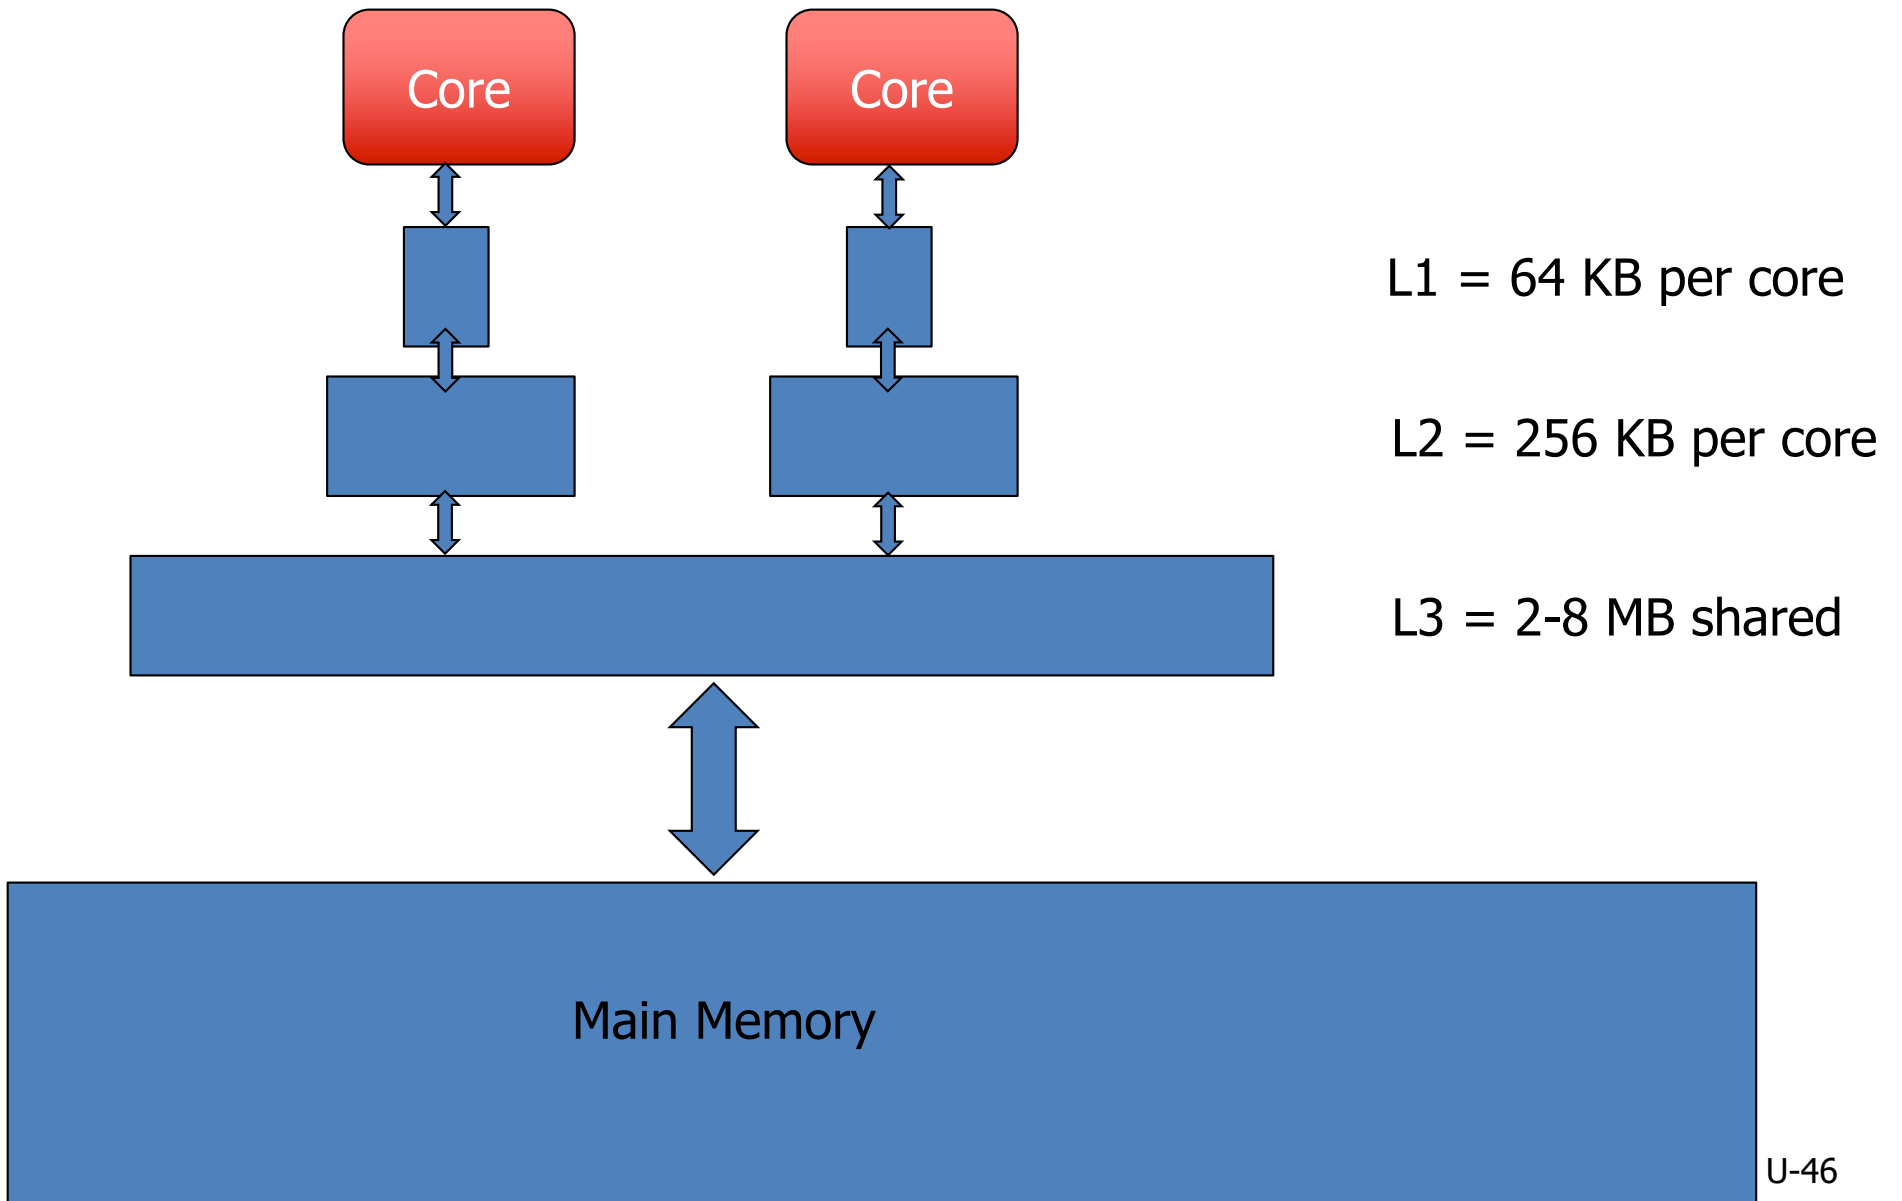 Core
Core
L1 = 64 KB per core
L2 = 256 KB per core
L3 = 2-8 MB shared
Main Memory
U-46